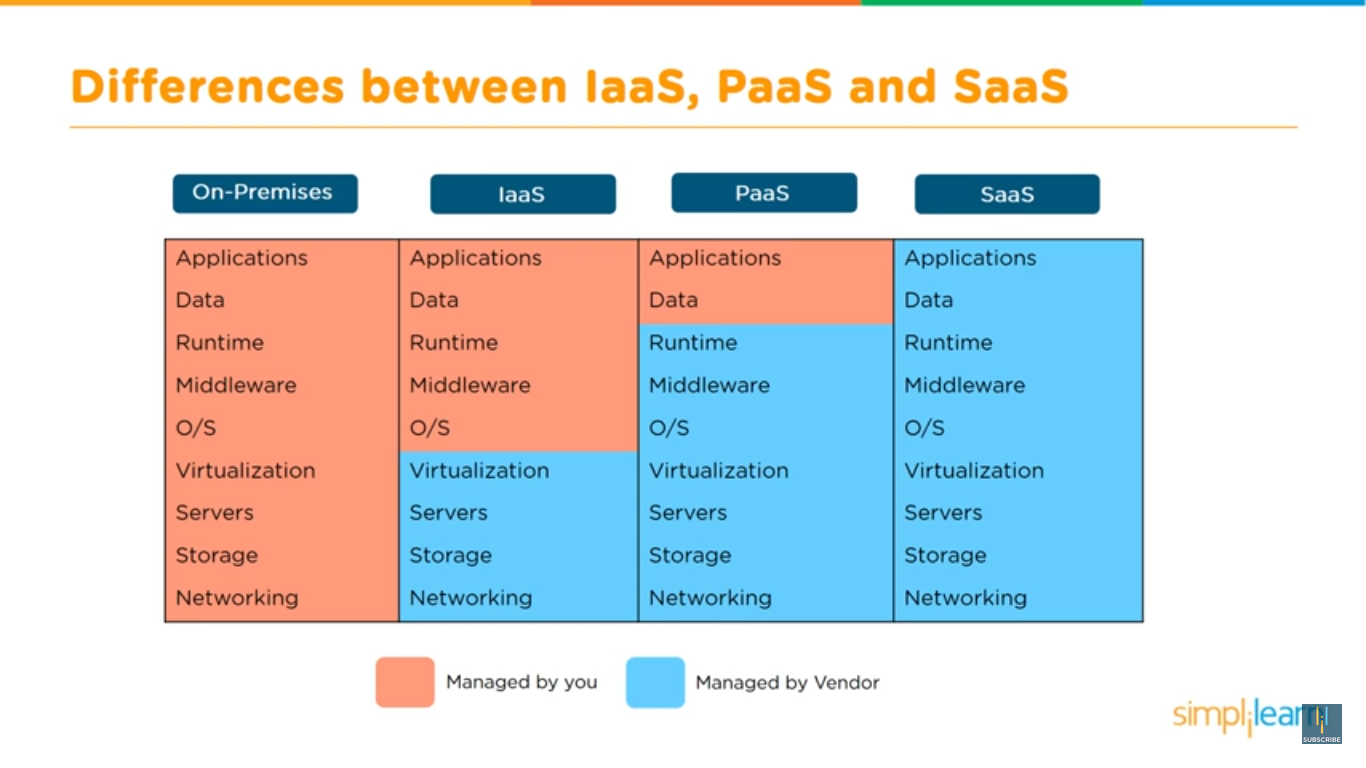 Differences between IaaS, PaaS and SaaS
On-Premises IaaS PaaS SaaS
Applications Applications Applications Applications
Data Data Data Data
Runtime Runtime Runtime Runtime
Middleware Middleware Middleware Middleware
O/S O/S O/S O/S
Virtualization Virtualization Virtualization Virtualization
Servers Servers Servers Servers
Storage Storage Storage Storage
Networking Networking Networking Networking
Managed by you Managed by Vendor
simplilearn
SUBSCRIBE